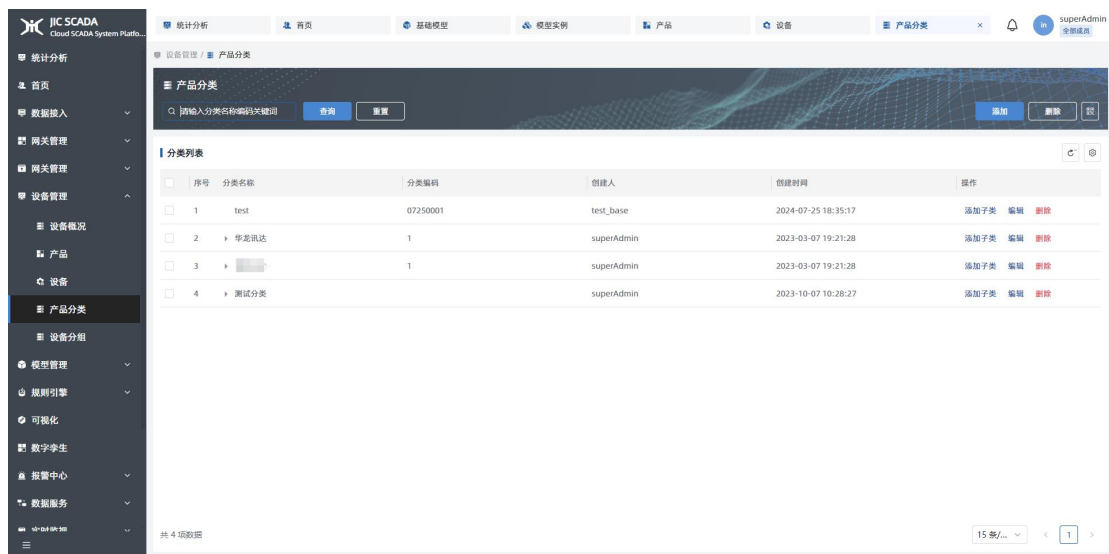 JIC SCADA
Cloud SCADA System Platfo...
统计分析 首页 基础模型 模型实例 产品 设备 产品分类 ×
in superAdmin
全部成员
统计分析
首页
数据接入
网关管理
网关管理
设备管理
设备概况
产品
设备
产品分类
设备分组
模型管理
规则引擎
可视化
数字孪生
报警中心
数据服务
实时监视
设备管理 / 产品分类
产品分类
请输入分类名称编码关键词 查询 重置 添加 删除
分类列表
序号 分类名称 分类编码 创建人 创建时间 操作
1 test 07250001 test_base 2024-07-25 18:35:17 添加子类 编辑 删除
2 华龙讯达 1 superAdmin 2023-03-07 19:21:28 添加子类 编辑 删除
3 1 superAdmin 2023-03-07 19:21:28 添加子类 编辑 删除
4 测试分类 superAdmin 2023-10-07 10:28:27 添加子类 编辑 删除
共 4 项数据 15 条/... < 1 >